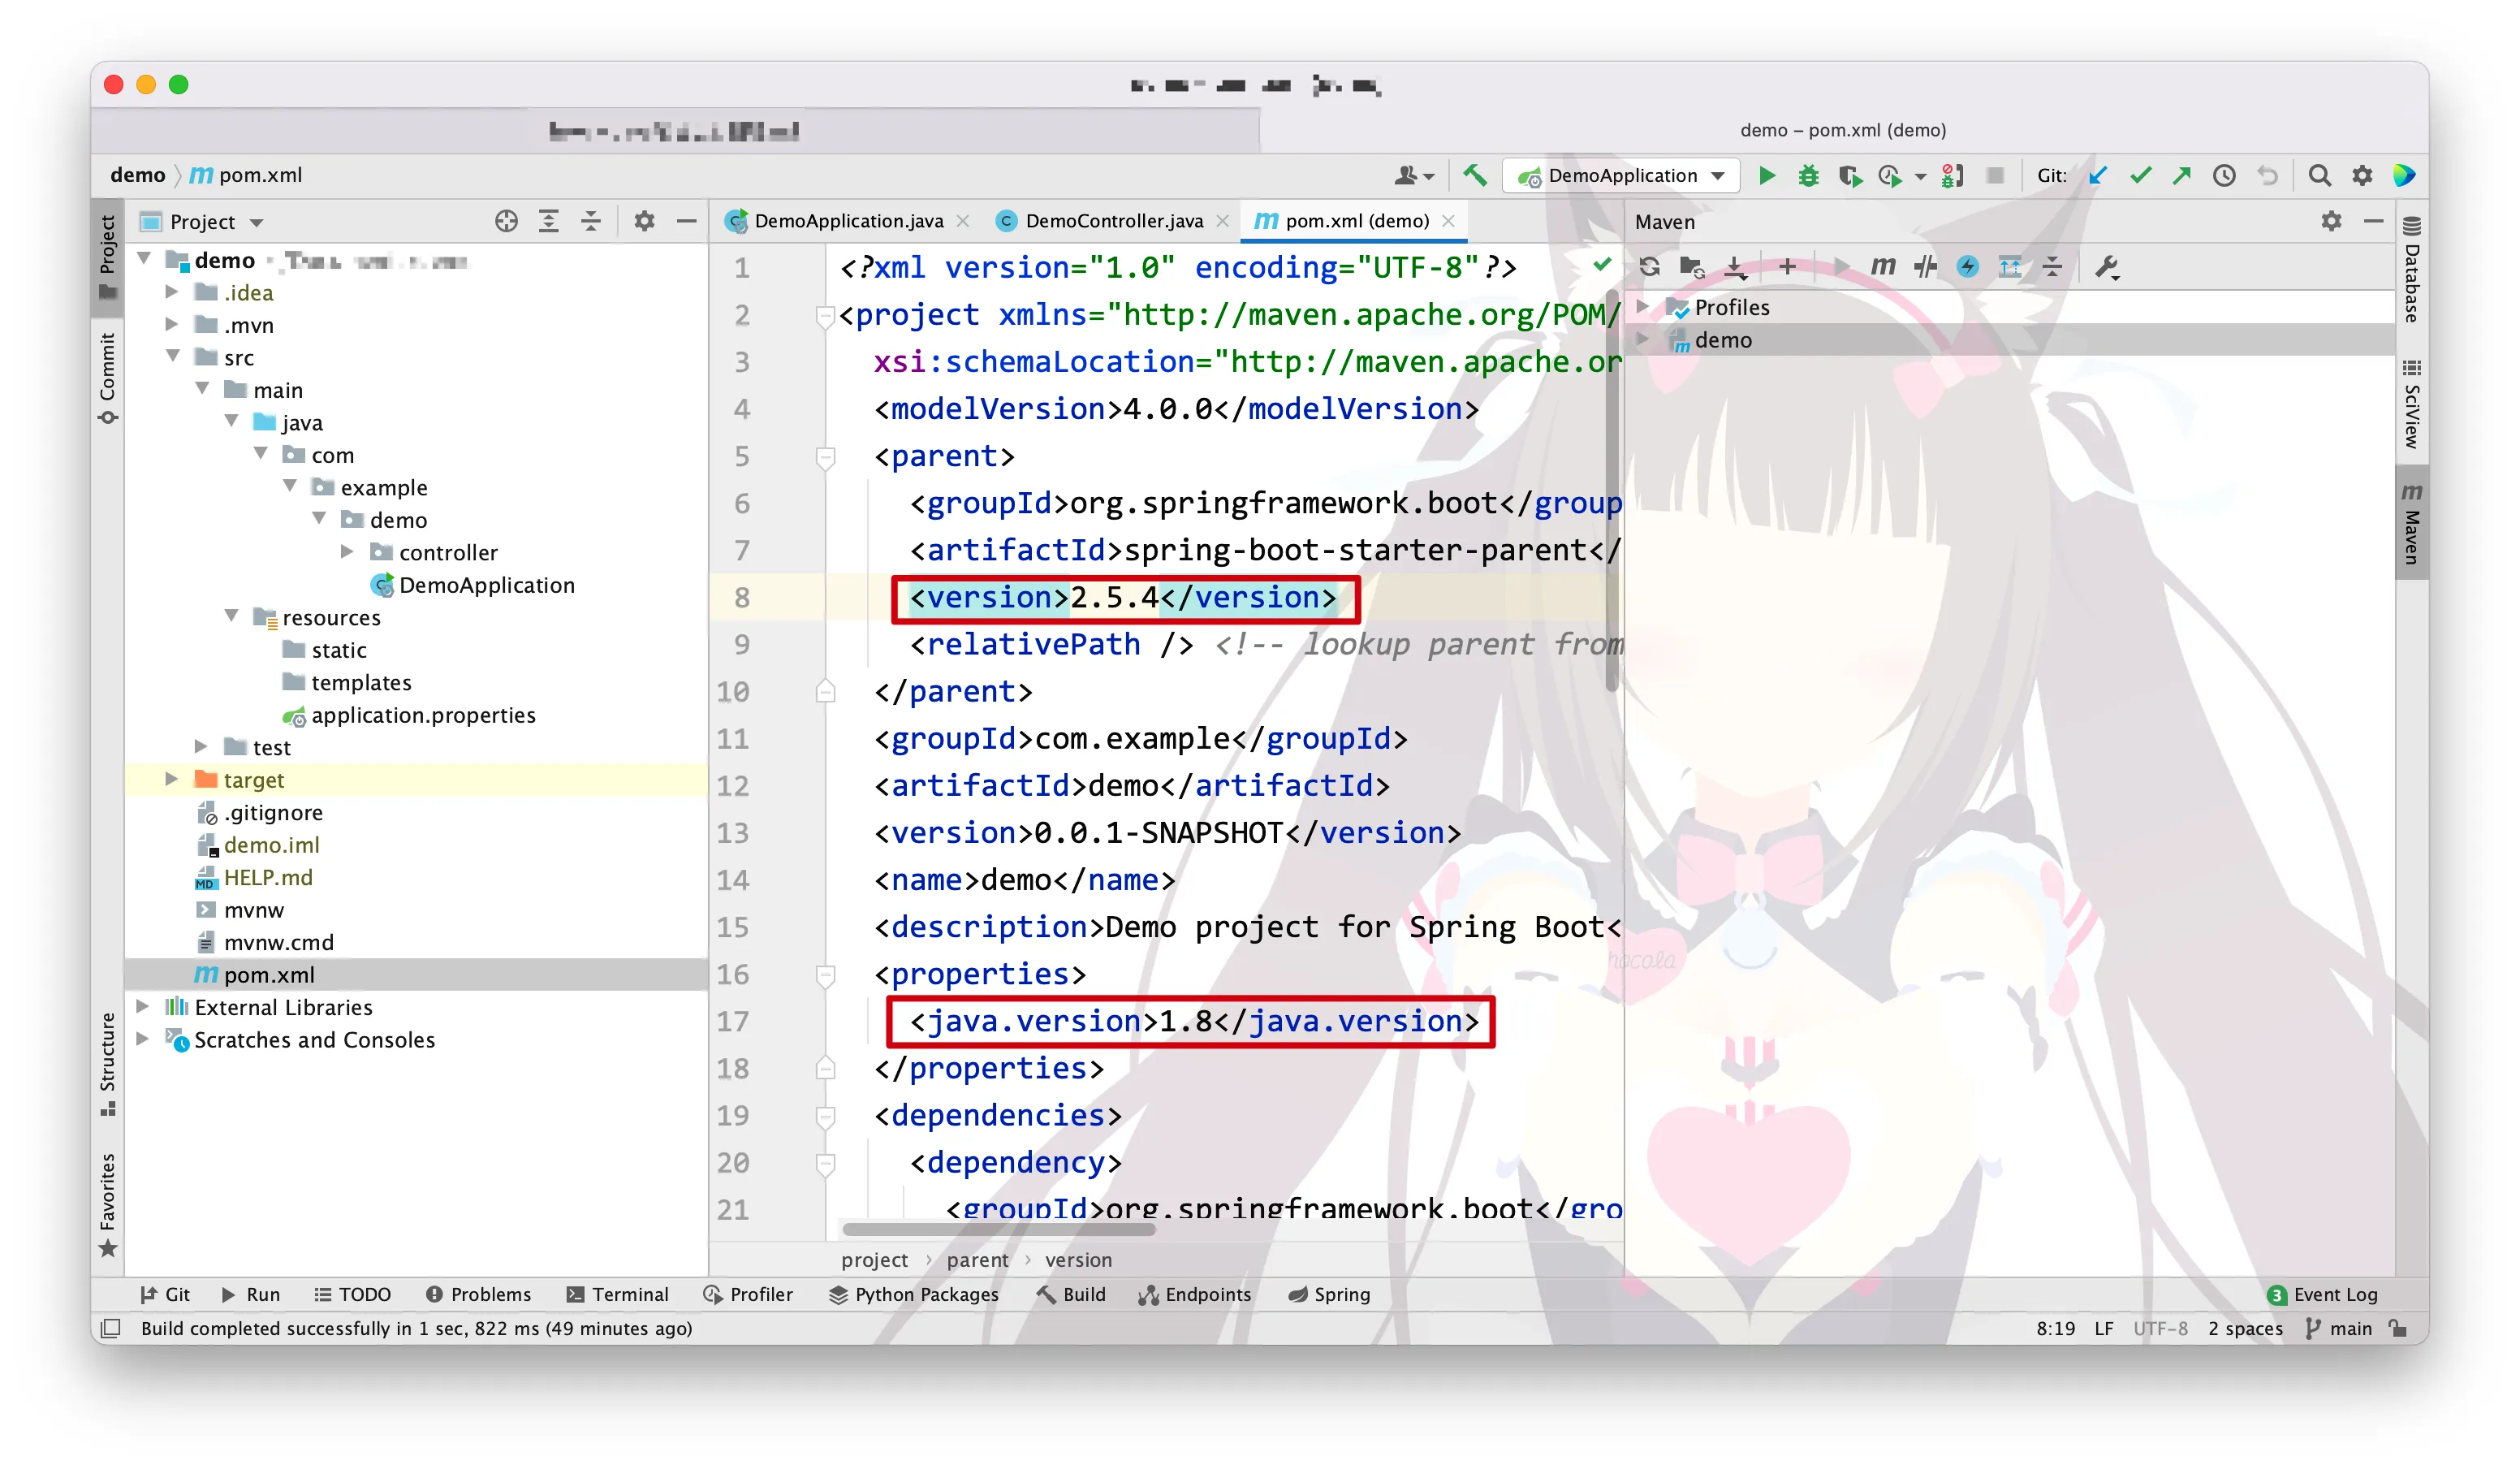 demo – pom.xml (demo)
demo pom.xml
DemoApplication
Git:
Project
DemoApplication.java
DemoController.java
pom.xml (demo)
Maven
Project
Commit
Structure
Favorites
demo
.idea
.mvn
src
main
java
com
example
demo
controller
DemoApplication
resources
static
templates
application.properties
test
target
.gitignore
demo.iml
HELP.md
mvnw
mvnw.cmd
pom.xml
External Libraries
Scratches and Consoles
1 <?xml version="1.0" encoding="UTF-8"?>
2 <project xmlns="http://maven.apache.org/POM/
3 xsi:schemaLocation="http://maven.apache.or
4 <modelVersion>4.0.0</modelVersion>
5 <parent>
6 <groupId>org.springframework.boot</group
7 <artifactId>spring-boot-starter-parent</
8 <version>2.5.4</version>
9 <relativePath /> <!-- lookup parent from
10 </parent>
11 <groupId>com.example</groupId>
12 <artifactId>demo</artifactId>
13 <version>0.0.1-SNAPSHOT</version>
14 <name>demo</name>
15 <description>Demo project for Spring Boot<
16 <properties>
17 <java.version>1.8</java.version>
18 </properties>
19 <dependencies>
20 <dependency>
21 <groupId>org.springframework.boot</gro
project › parent › version
Profiles
demo
Database
SciView
Maven
Git Run TODO Problems Terminal Profiler Python Packages Build Endpoints Spring 3 Event Log
Build completed successfully in 1 sec, 822 ms (49 minutes ago) 8:19 LF UTF-8 2 spaces main